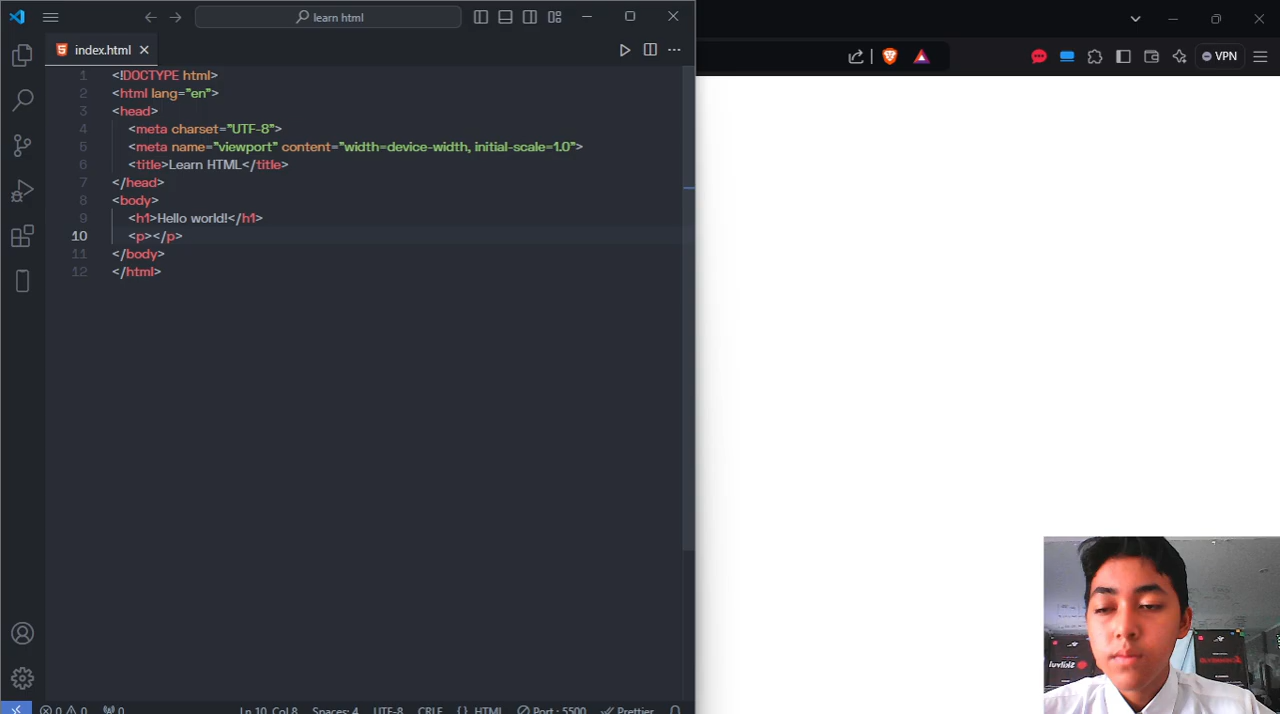 learn html
index.html
VPN
1 <!DOCTYPE html>
2 <html lang="en">
3 <head>
4 <meta charset="UTF-8">
5 <meta name="viewport" content="width=device-width, initial-scale=1.0">
6 <title>Learn HTML</title>
7 </head>
8 <body>
9 <h1>Hello world!</h1>
10 <p></p>
11 </body>
12 </html>
0 0 0 Ln 10, Col 8 Spaces: 4 UTF-8 CRLF {} HTML Port : 5500 Prettier